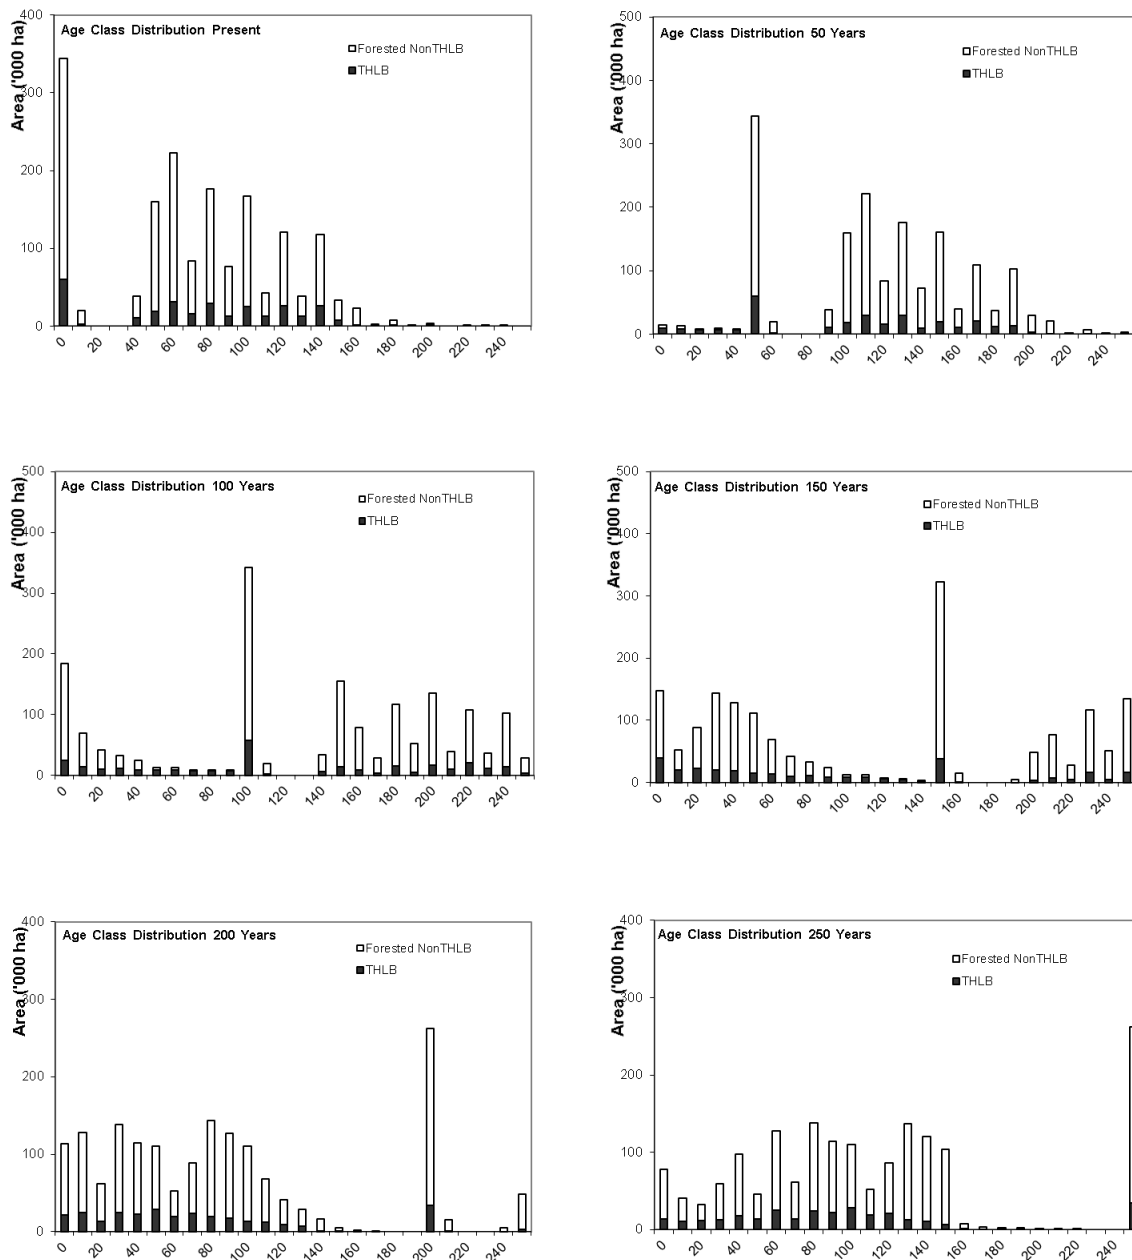 Age Class Distribution Present
Forested NonTHLB
THLB
Area ('000 ha)
400
300
200
100
0
0 20 40 60 80 100 120 140 160 180 200 220 240
Age Class Distribution 50 Years
Forested NonTHLB
THLB
Area ('000 ha)
500
400
300
200
100
0
0 20 40 60 80 100 120 140 160 180 200 220 240
Age Class Distribution 100 Years
Forested NonTHLB
THLB
Area ('000 ha)
500
400
300
200
100
0
0 20 40 60 80 100 120 140 160 180 200 220 240
Age Class Distribution 150 Years
Forested NonTHLB
THLB
Area ('000 ha)
500
400
300
200
100
0
0 20 40 60 80 100 120 140 160 180 200 220 240
Age Class Distribution 200 Years
Forested NonTHLB
THLB
Area ('000 ha)
400
300
200
100
0
0 20 40 60 80 100 120 140 160 180 200 220 240
Age Class Distribution 250 Years
Forested NonTHLB
THLB
Area ('000 ha)
400
300
200
100
0
0 20 40 60 80 100 120 140 160 180 200 220 240